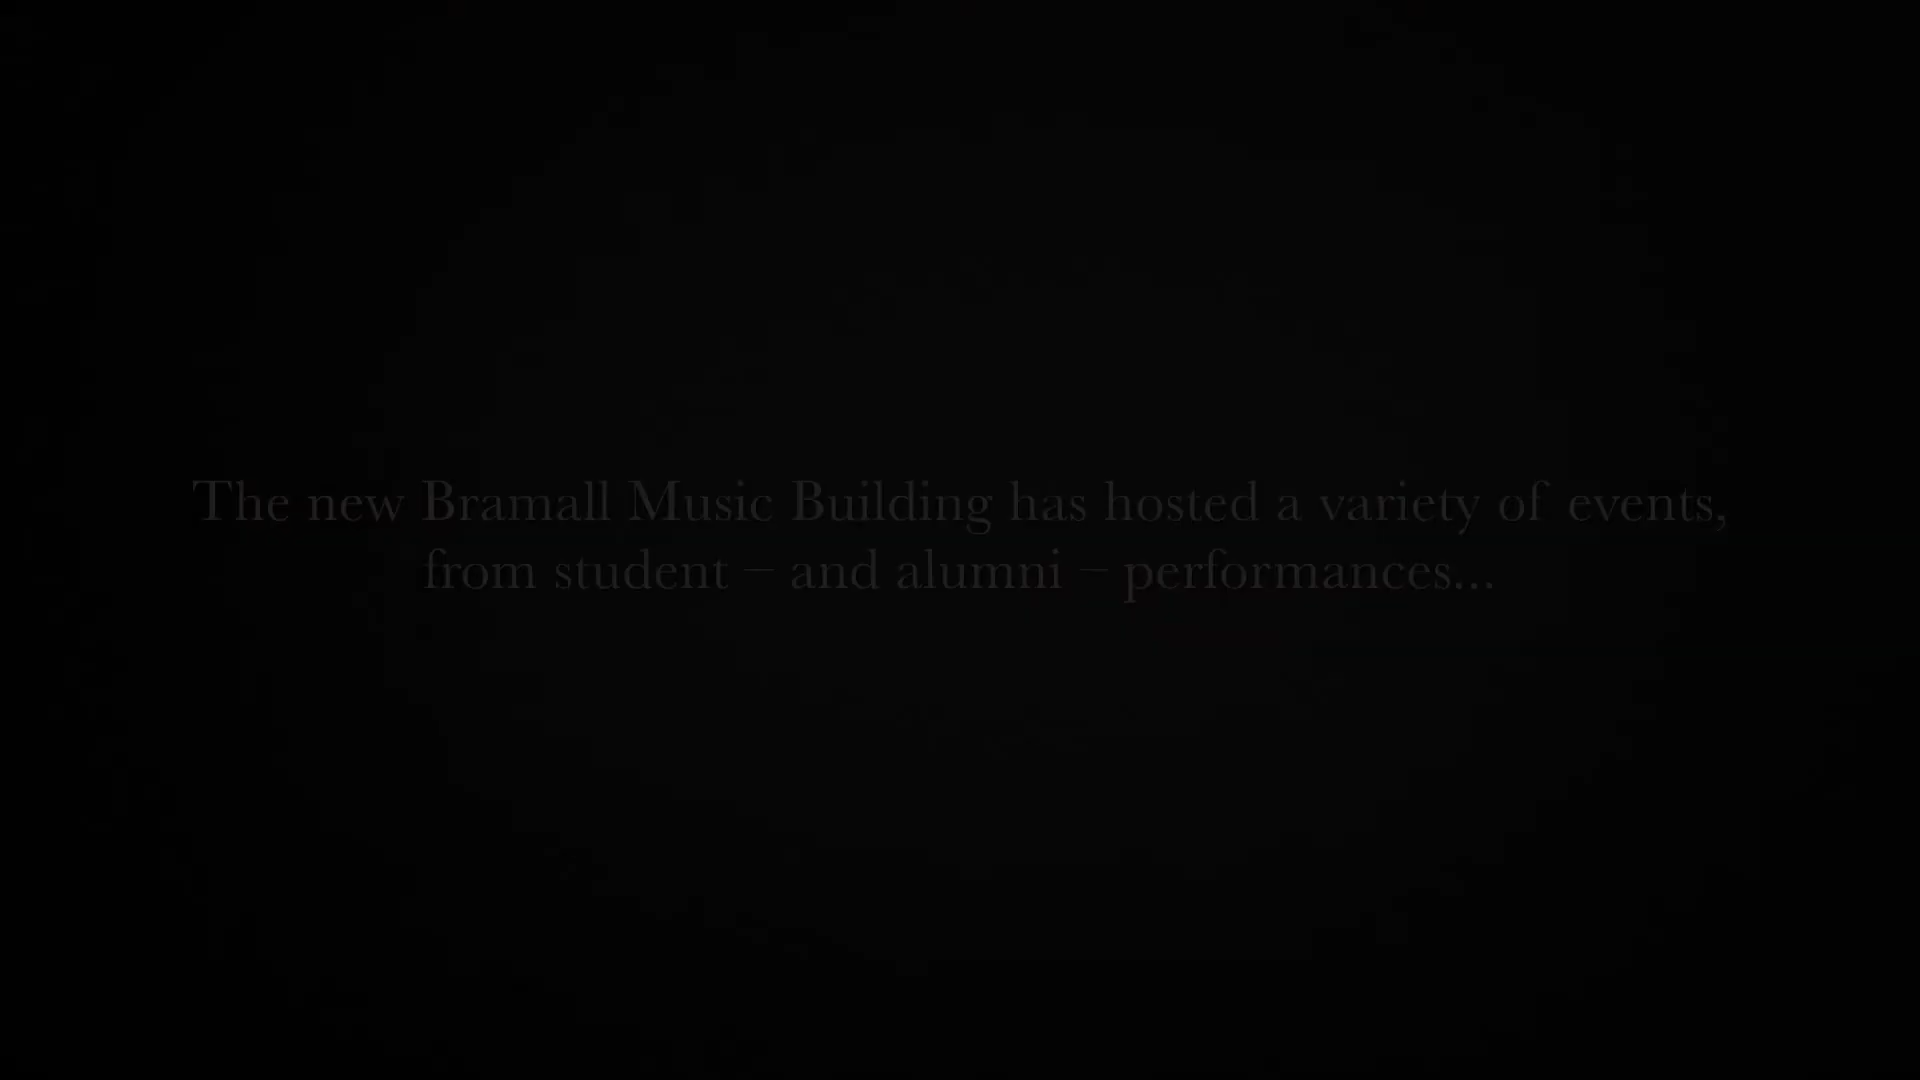 The new Bramall Music Building has hosted a variety of events,
from student – and alumni – performances...